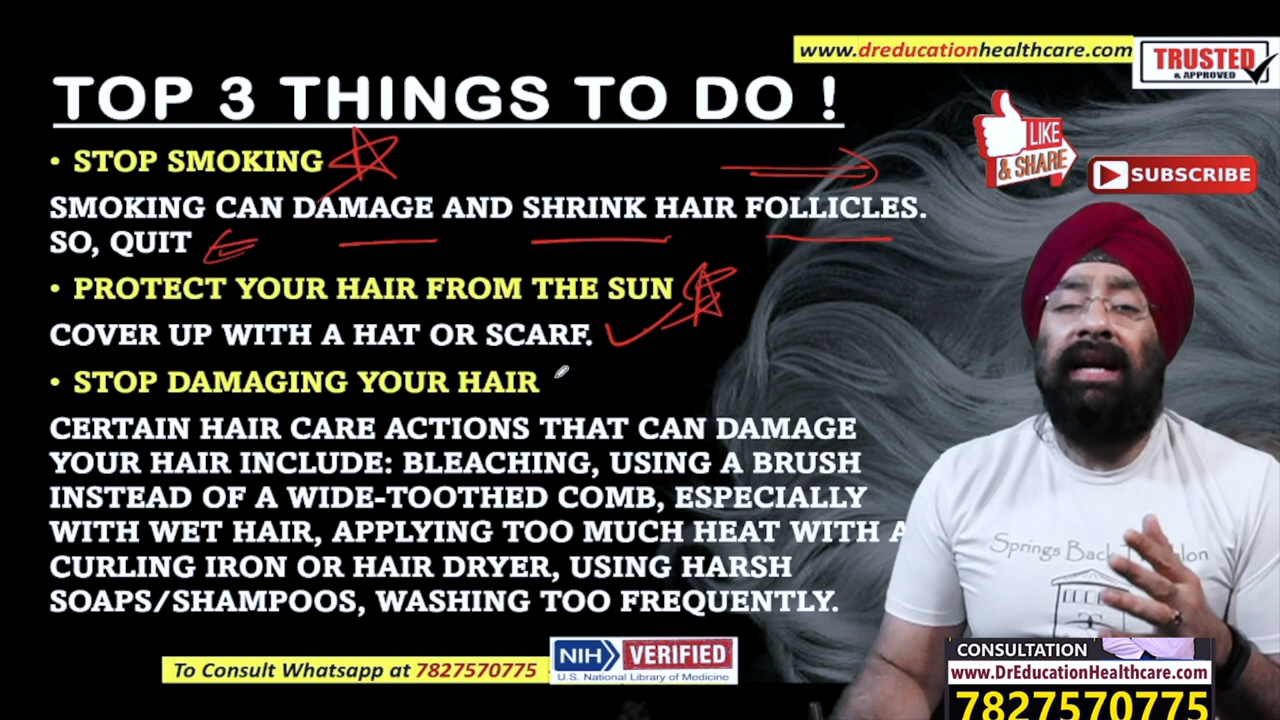 www.dreducationhealthcare.com
TRUSTED
& APPROVED
TOP 3 THINGS TO DO !
LIKE
& SHARE
SUBSCRIBE
• STOP SMOKING
SMOKING CAN DAMAGE AND SHRINK HAIR FOLLICLES.
SO, QUIT
• PROTECT YOUR HAIR FROM THE SUN
COVER UP WITH A HAT OR SCARF.
• STOP DAMAGING YOUR HAIR
CERTAIN HAIR CARE ACTIONS THAT CAN DAMAGE
YOUR HAIR INCLUDE: BLEACHING, USING A BRUSH
INSTEAD OF A WIDE-TOOTHED COMB, ESPECIALLY
WITH WET HAIR, APPLYING TOO MUCH HEAT WITH A
CURLING IRON OR HAIR DRYER, USING HARSH
SOAPS/SHAMPOOS, WASHING TOO FREQUENTLY.
Springs Back
To Consult Whatsapp at 7827570775
NIH VERIFIED
U.S. National Library of Medicine
CONSULTATION
www.DrEducationHealthcare.com
7827570775